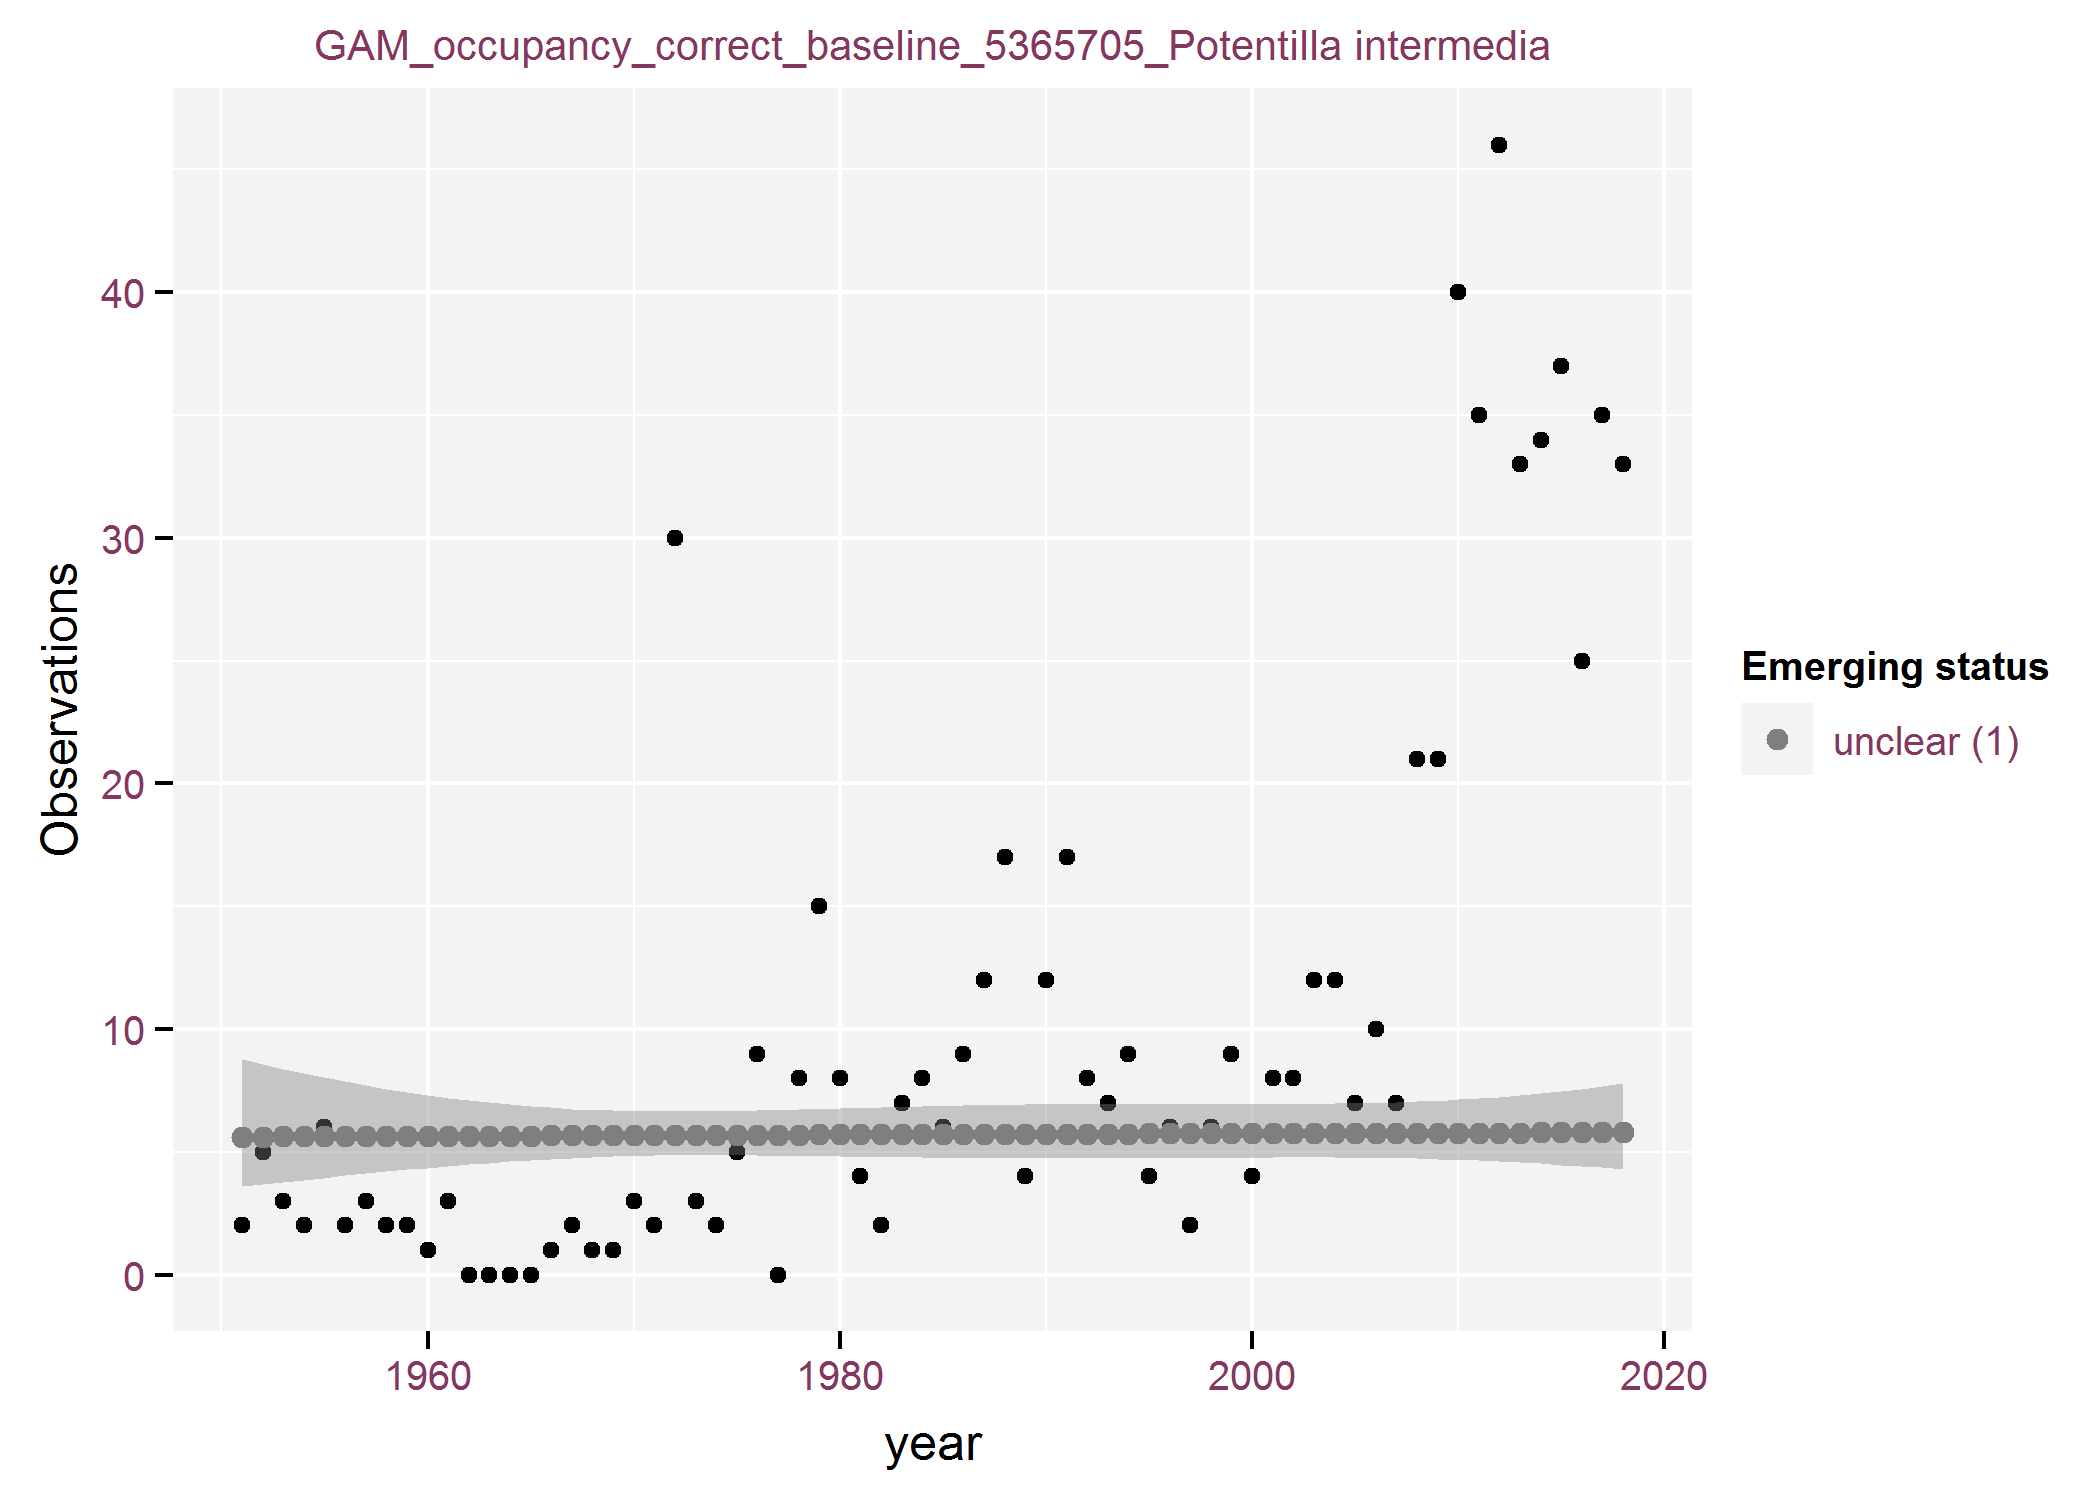 GAM_occupancy_correct_baseline_5365705_Potentilla intermedia
Observations
40
30
20
10
0
1960
1980
2000
2020
year
Emerging status
unclear (1)